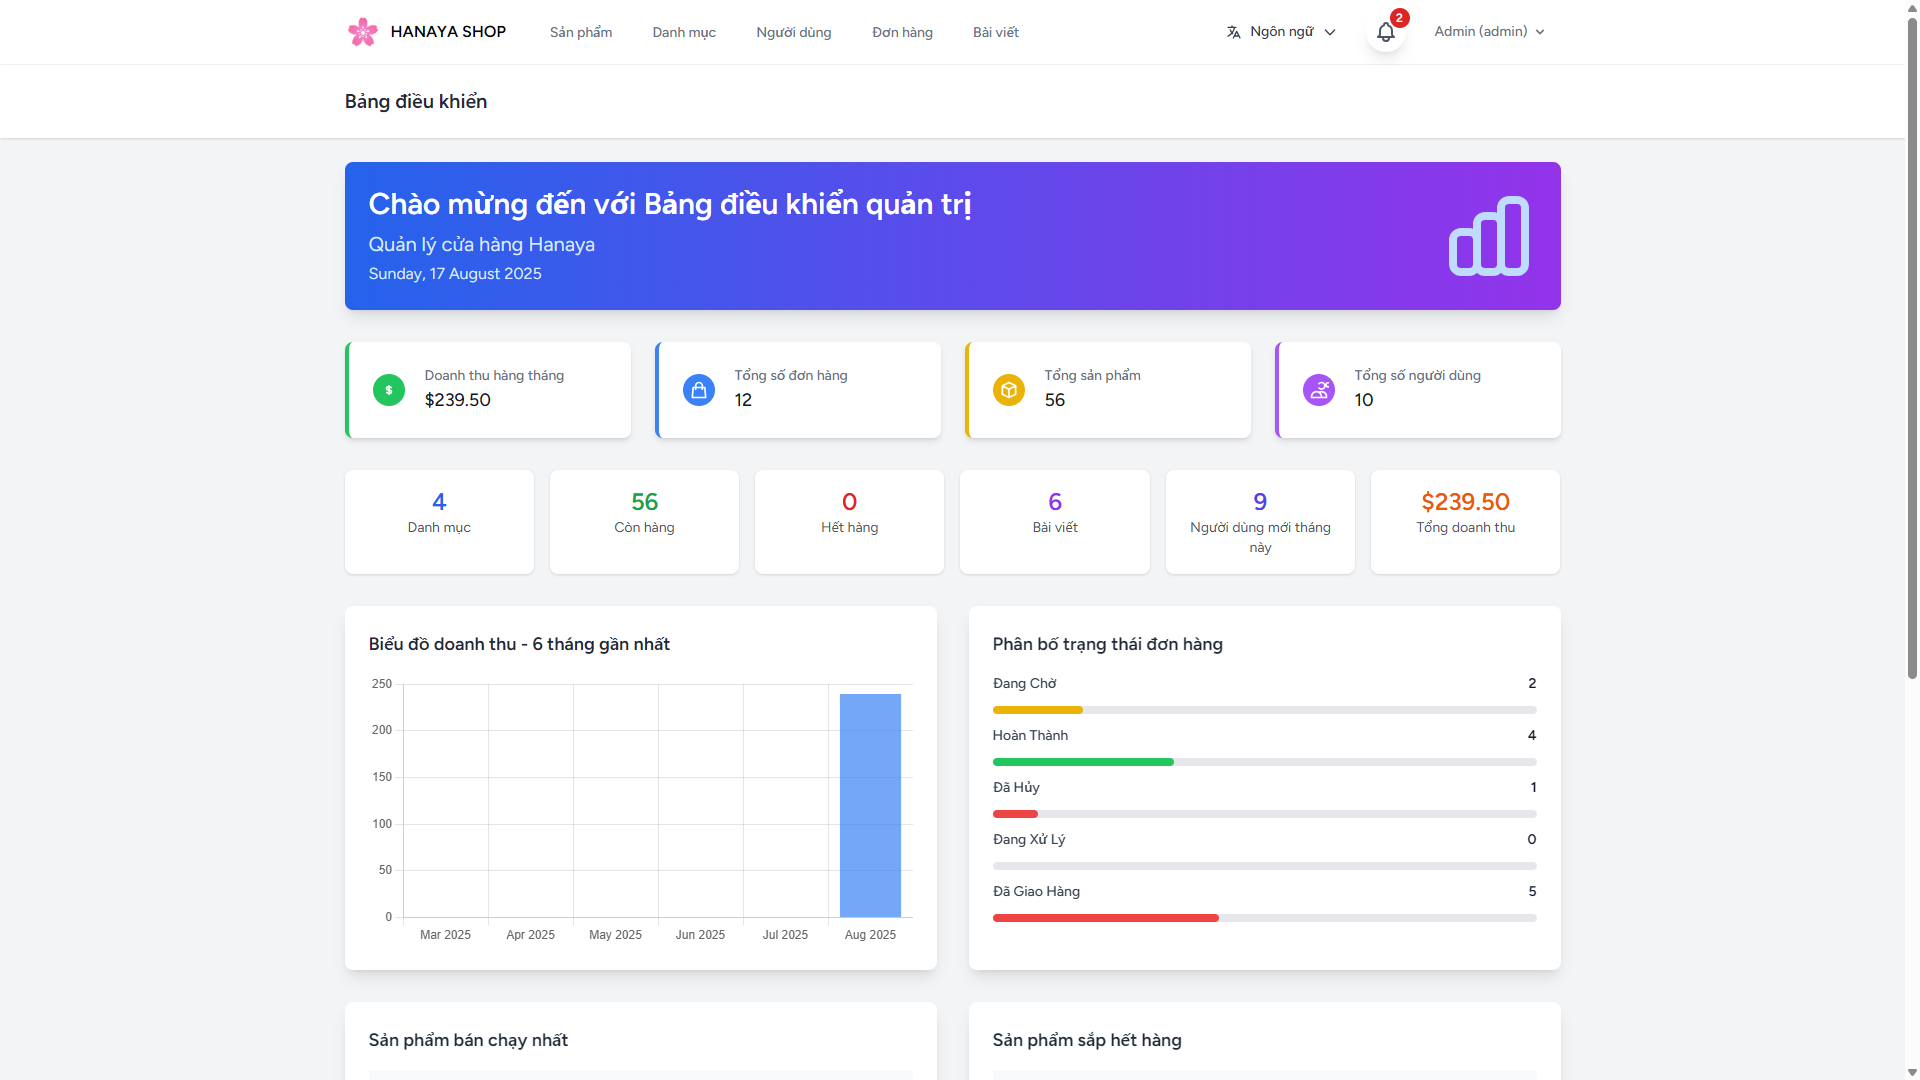 HANAYA SHOP
Sản phẩm
Danh mục
Người dùng
Đơn hàng
Bài viết
Ngôn ngữ
2
Admin (admin)
Bảng điều khiển
Chào mừng đến với Bảng điều khiển quản trị
Quản lý cửa hàng Hanaya
Sunday, 17 August 2025
$
Doanh thu hàng tháng
$239.50
Tổng số đơn hàng
12
Tổng sản phẩm
56
Tổng số người dùng
10
4
Danh mục
56
Còn hàng
0
Hết hàng
6
Bài viết
9
Người dùng mới tháng
này
$239.50
Tổng doanh thu
Biểu đồ doanh thu - 6 tháng gần nhất
250
200
150
100
50
0
Mar 2025
Apr 2025
May 2025
Jun 2025
Jul 2025
Aug 2025
Phân bố trạng thái đơn hàng
Đang Chờ
2
Hoàn Thành
4
Đã Hủy
1
Đang Xử Lý
0
Đã Giao Hàng
5
Sản phẩm bán chạy nhất
Sản phẩm sắp hết hàng